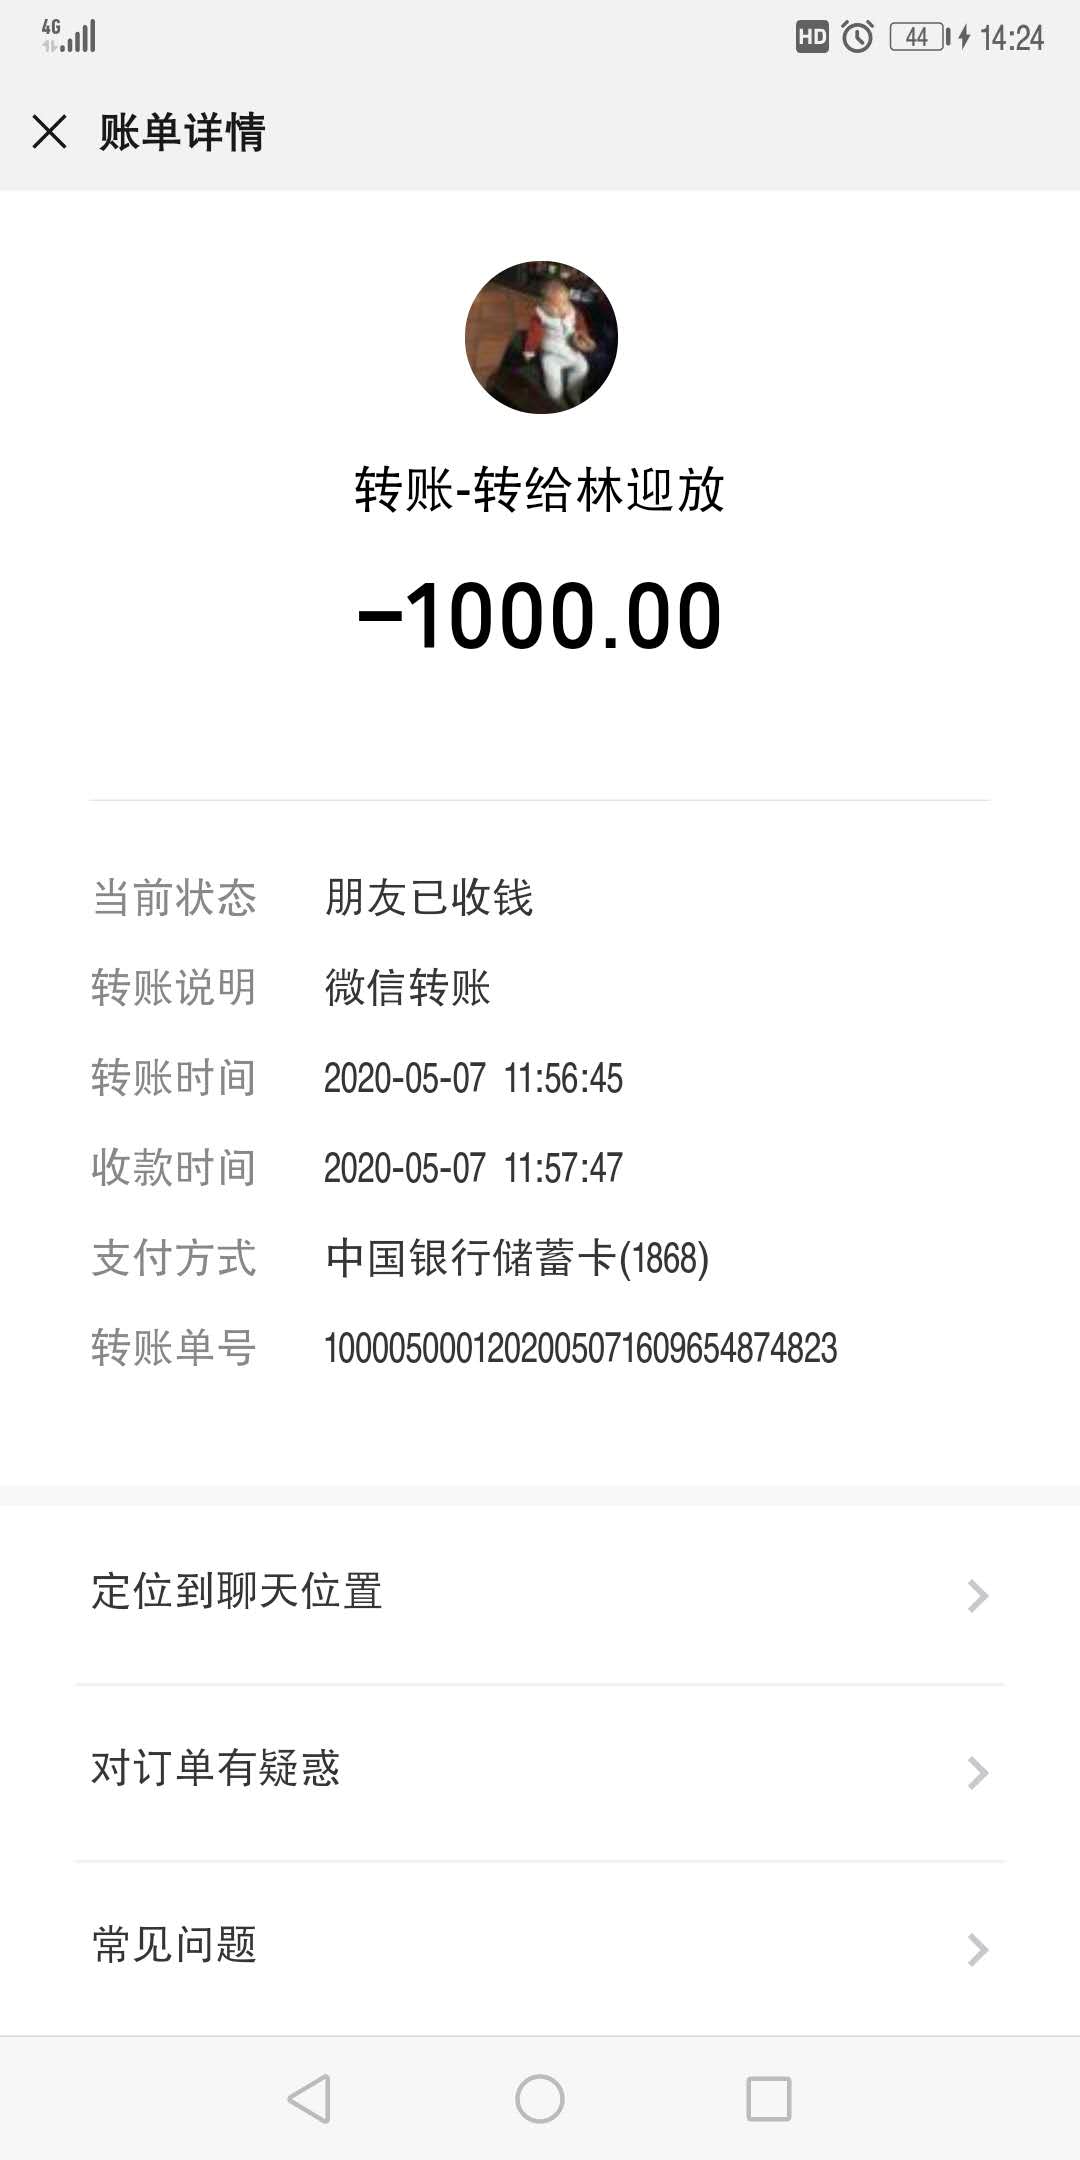 4G HD 44 14:24
账单详情
转账-转给林迎放
-1000.00
当前状态 朋友已收钱
转账说明 微信转账
转账时间 2020-05-07 11:56:45
收款时间 2020-05-07 11:57:47
支付方式 中国银行储蓄卡(1868)
转账单号 1000050001202005071609654874823
定位到聊天位置
对订单有疑惑
常见问题